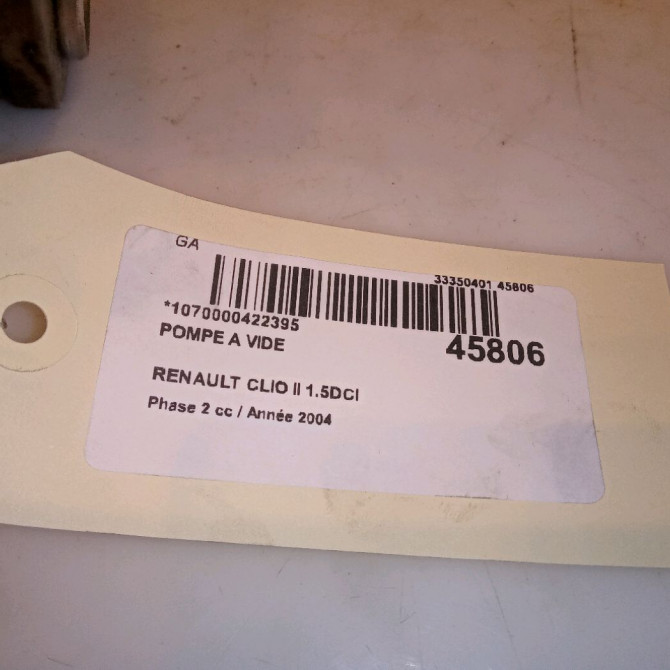 GA
33350401 45806
*1070000422395
45806
POMPE A VIDE
RENAULT CLIO II 1.5DCI
Phase 2 cc / Année 2004